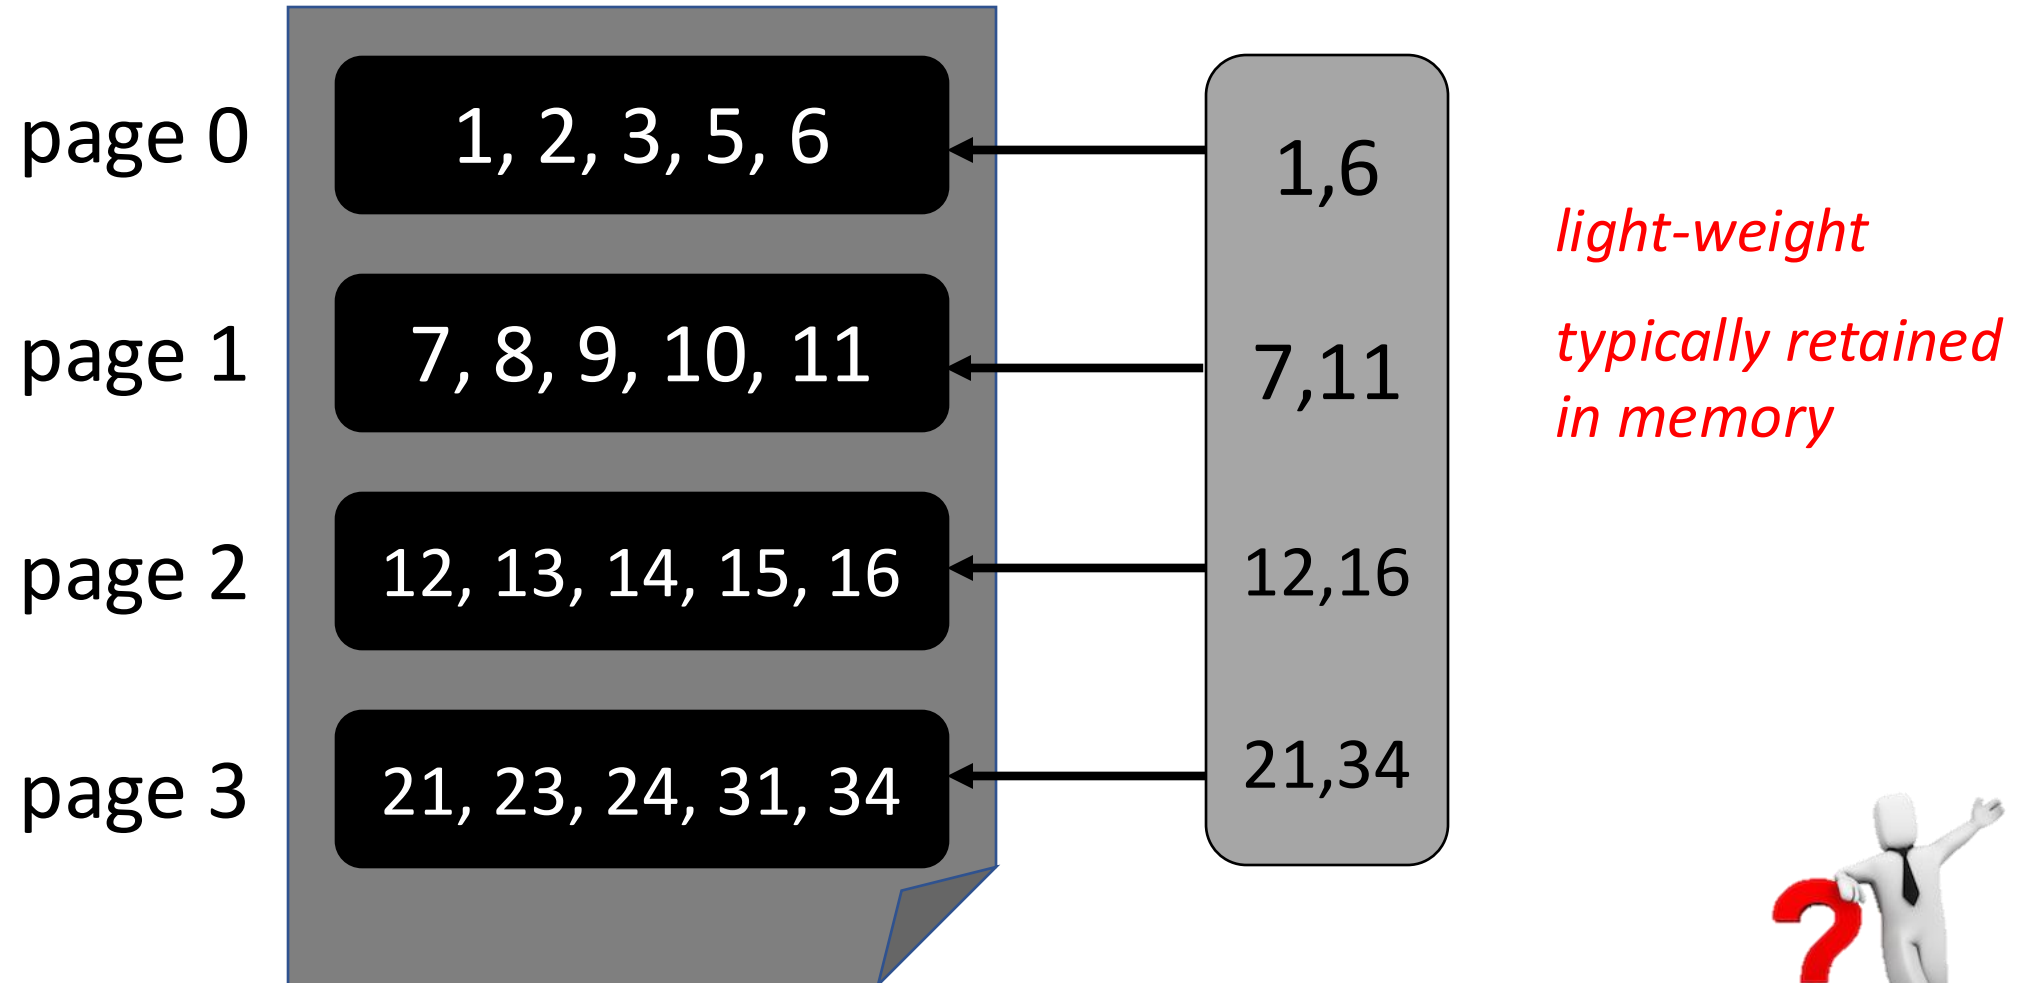 page 0
1, 2, 3, 5, 6
1,6
light-weight
page 1
7, 8, 9, 10, 11
7,11
typically retained
in memory
page 2
12, 13, 14, 15, 16
12,16
page 3
21, 23, 24, 31, 34
21,34
?